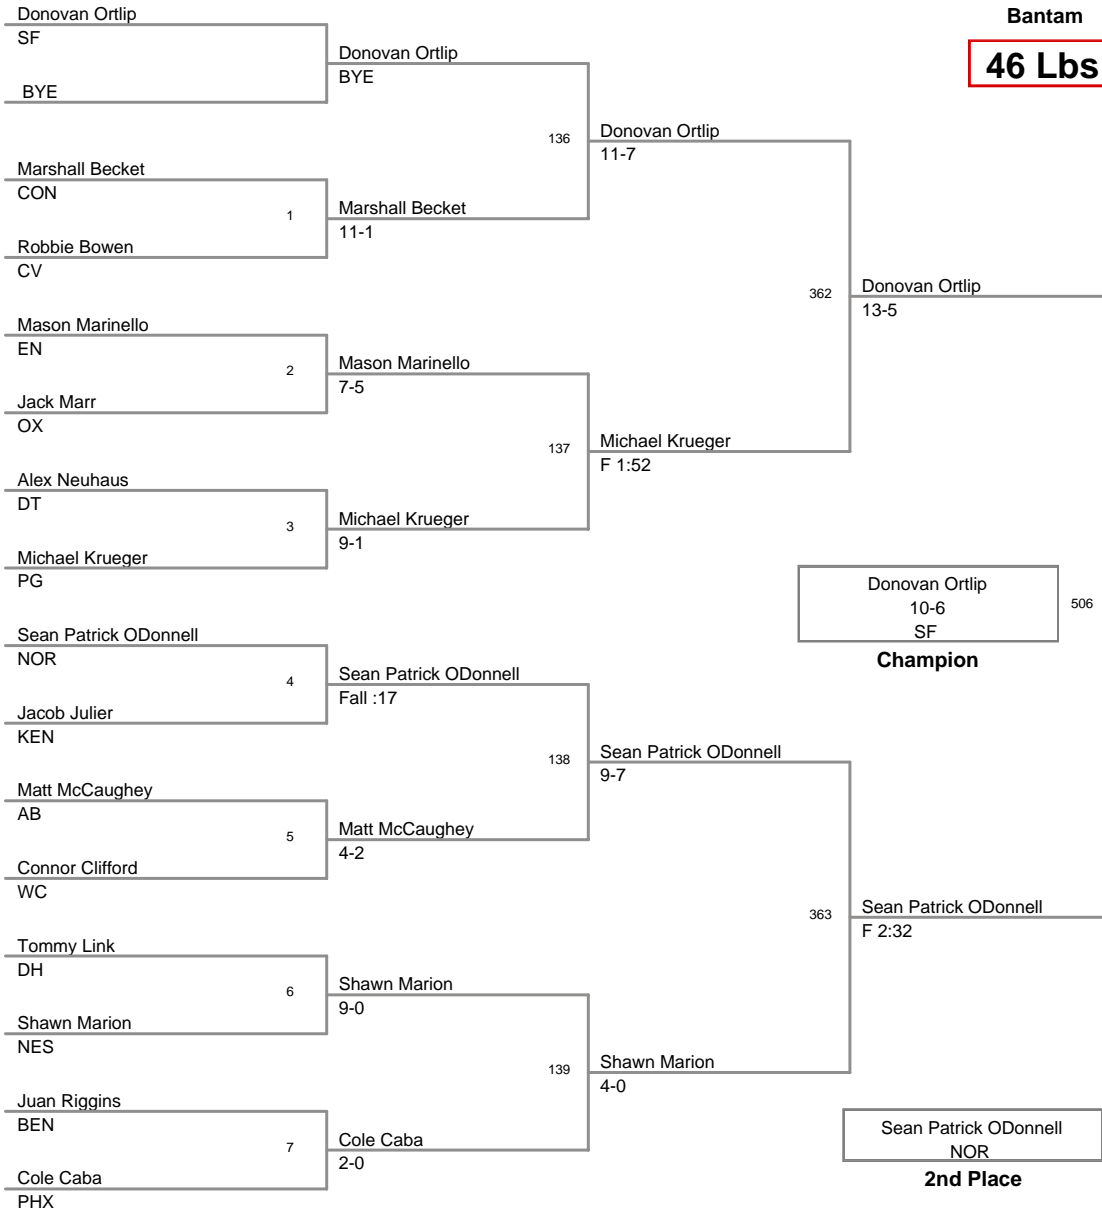 Donovan Ortlip
SF
BYE
Marshall Becket
CON
1
Robbie Bowen
CV
Mason Marinello
EN
2
Jack Marr
OX
Alex Neuhaus
DT
3
Michael Krueger
PG
Sean Patrick ODonnell
NOR
4
Jacob Julier
KEN
Matt McCaughey
AB
5
Connor Clifford
WC
Tommy Link
DH
6
Shawn Marion
NES
Juan Riggins
BEN
7
Cole Caba
PHX
Donovan Ortlip
BYE
136
Marshall Becket
11-1
Mason Marinello
7-5
137
Michael Krueger
9-1
Sean Patrick ODonnell
Fall :17
138
Matt McCaughey
4-2
Shawn Marion
9-0
139
Cole Caba
2-0
Donovan Ortlip
11-7
362
Michael Krueger
F 1:52
Sean Patrick ODonnell
9-7
363
Shawn Marion
4-0
Bantam
46 Lbs
Donovan Ortlip
13-5
Donovan Ortlip
10-6
SF
506
Champion
Sean Patrick ODonnell
F 2:32
Sean Patrick ODonnell
NOR
2nd Place